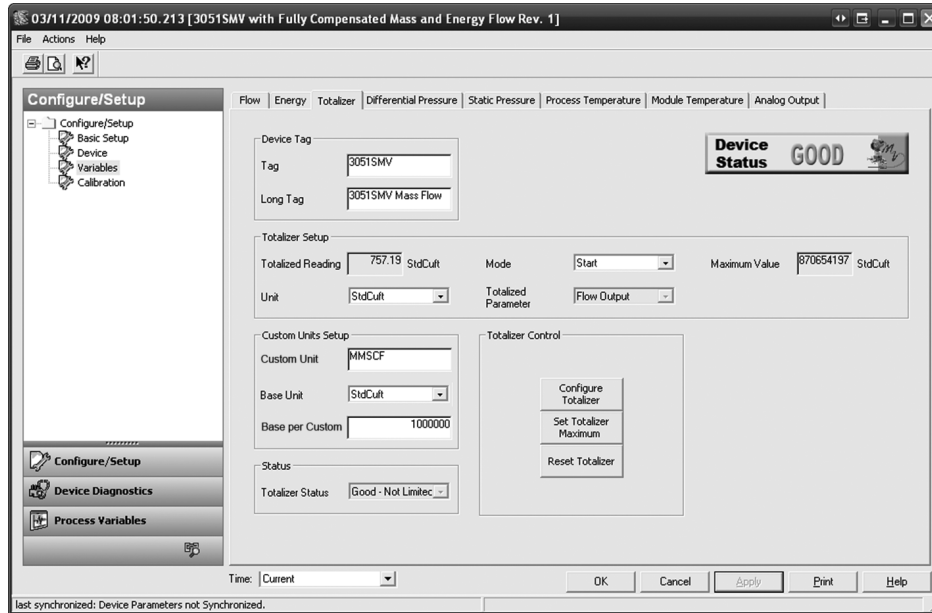 03/11/2009 08:01:50.213 [3051SMV with Fully Compensated Mass and Energy Flow Rev. 1]
File Actions Help
Configure/Setup
Configure/Setup
Basic Setup
Device
Variables
Calibration
Configure/Setup
Device Diagnostics
Process Variables
Flow Energy Totalizer Differential Pressure Static Pressure Process Temperature Module Temperature Analog Output
Device Tag
Tag 3051SMV
Long Tag 3051SMV Mass Flow
Device Status GOOD
Totalizer Setup
Totalized Reading 757.19 StdCuft Mode Start Maximum Value 870654197 StdCuft
Unit StdCuft Totalized Parameter Flow Output
Custom Units Setup
Custom Unit MMSCF
Base Unit StdCuft
Base per Custom 1000000
Totalizer Control
Configure Totalizer
Set Totalizer Maximum
Reset Totalizer
Status
Totalizer Status Good - Not Limitec
Time: Current
OK Cancel Apply Print Help
last synchronized: Device Parameters not Synchronized.